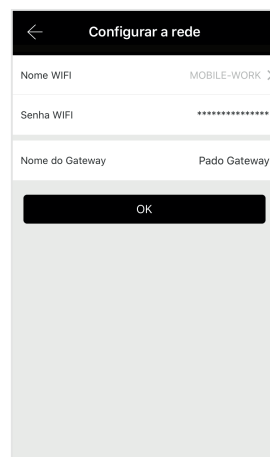 Configurar a rede
Nome WIFI MOBILE-WORK
Senha WIFI ***************
Nome do Gateway Pado Gateway
OK